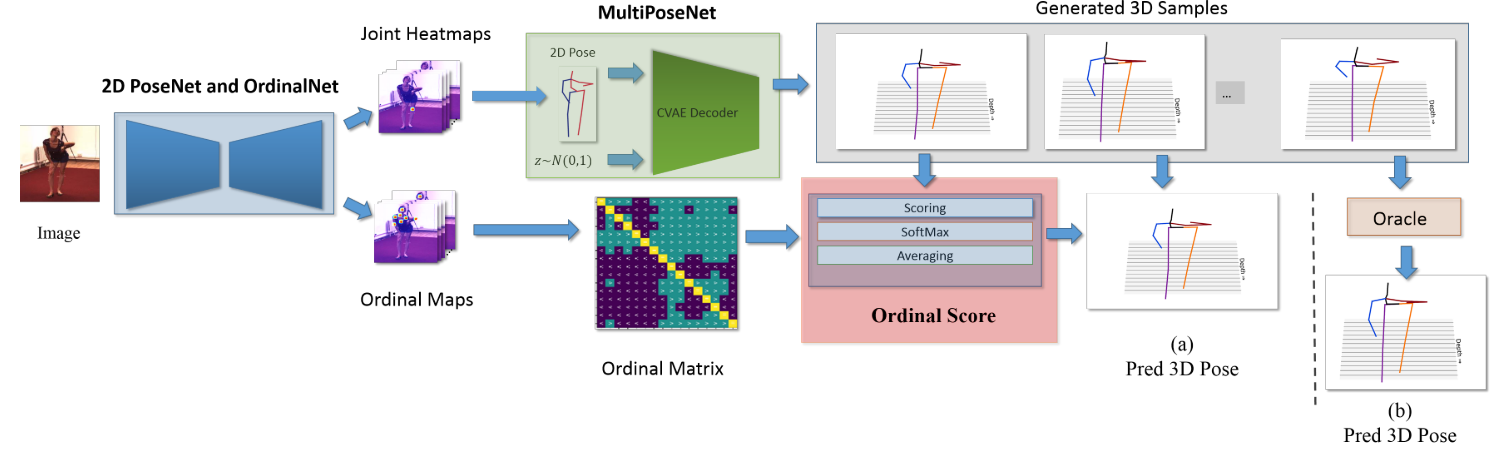 MultiPoseNet
Generated 3D Samples
Joint Heatmaps
2D PoseNet and OrdinalNet
2D Pose
CVAE Decoder
z~N(0,1)
Depth →
Depth →
...
Depth →
Image
Ordinal Maps
Ordinal Matrix
Scoring
SoftMax
Averaging
Ordinal Score
Depth →
(a)
Pred 3D Pose
Oracle
Depth →
(b)
Pred 3D Pose